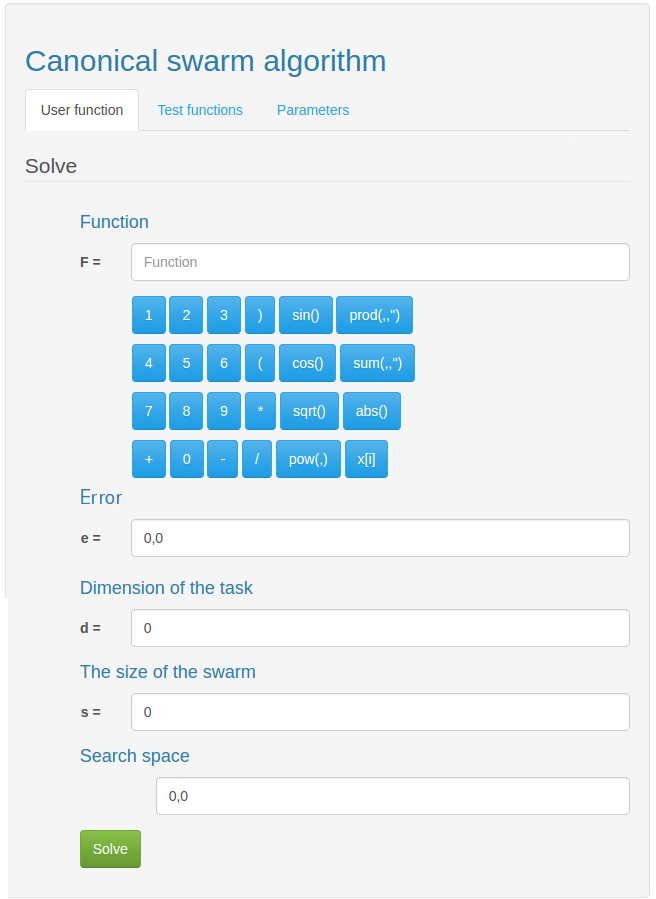 Canonical swarm algorithm
User function Test functions Parameters
Solve
Function
F = Function
1 2 3 ) sin() prod(,,'')
4 5 6 ( cos() sum(,,'')
7 8 9 * sqrt() abs()
+ 0 - / pow(,) x[i]
Error
e = 0,0
Dimension of the task
d = 0
The size of the swarm
s = 0
Search space
0,0
Solve